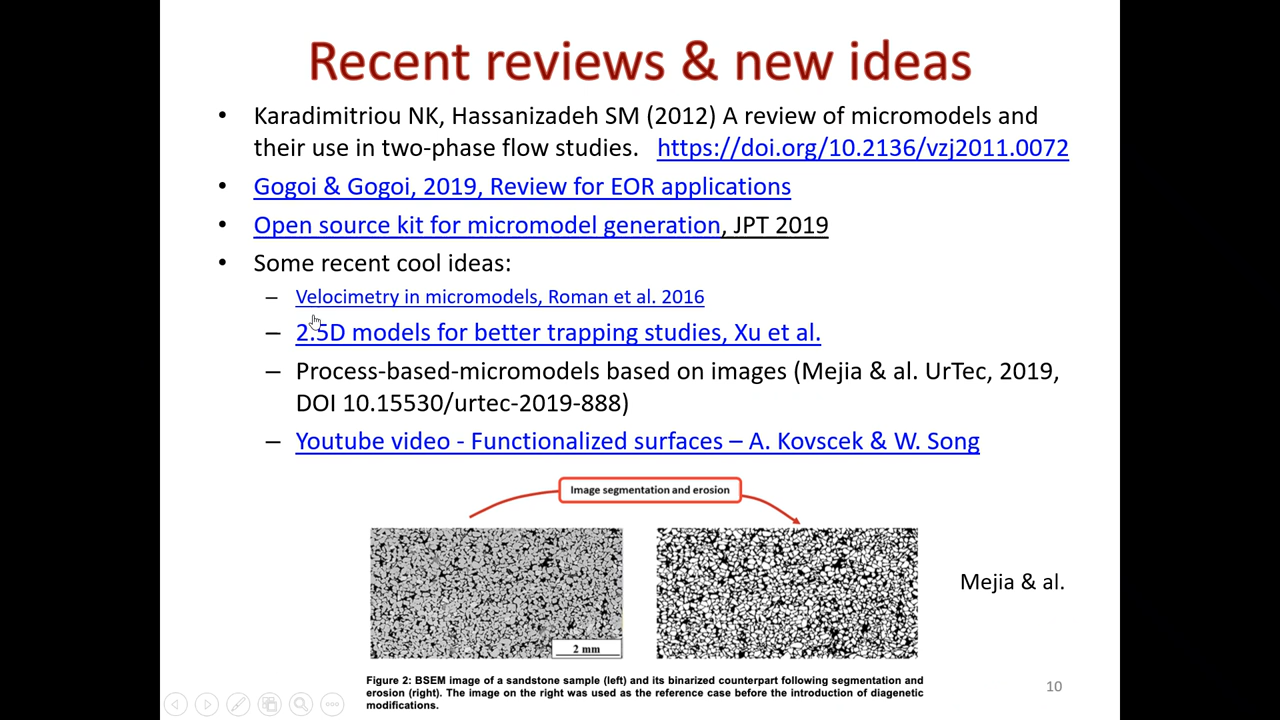 Recent reviews & new ideas
• Karadimitriou NK, Hassanizadeh SM (2012) A review of micromodels and
their use in two-phase flow studies. https://doi.org/10.2136/vzj2011.0072
• Gogoi & Gogoi, 2019, Review for EOR applications
• Open source kit for micromodel generation, JPT 2019
• Some recent cool ideas:
– Velocimetry in micromodels, Roman et al. 2016
– 2.5D models for better trapping studies, Xu et al.
– Process-based-micromodels based on images (Mejia & al. UrTec, 2019,
DOI 10.15530/urtec-2019-888)
– Youtube video - Functionalized surfaces – A. Kovscek & W. Song
Image segmentation and erosion
2 mm
Mejia & al.
Figure 2: BSEM image of a sandstone sample (left) and its binarized counterpart following segmentation and
erosion (right). The image on the right was used as the reference case before the introduction of diagenetic
modifications.
10